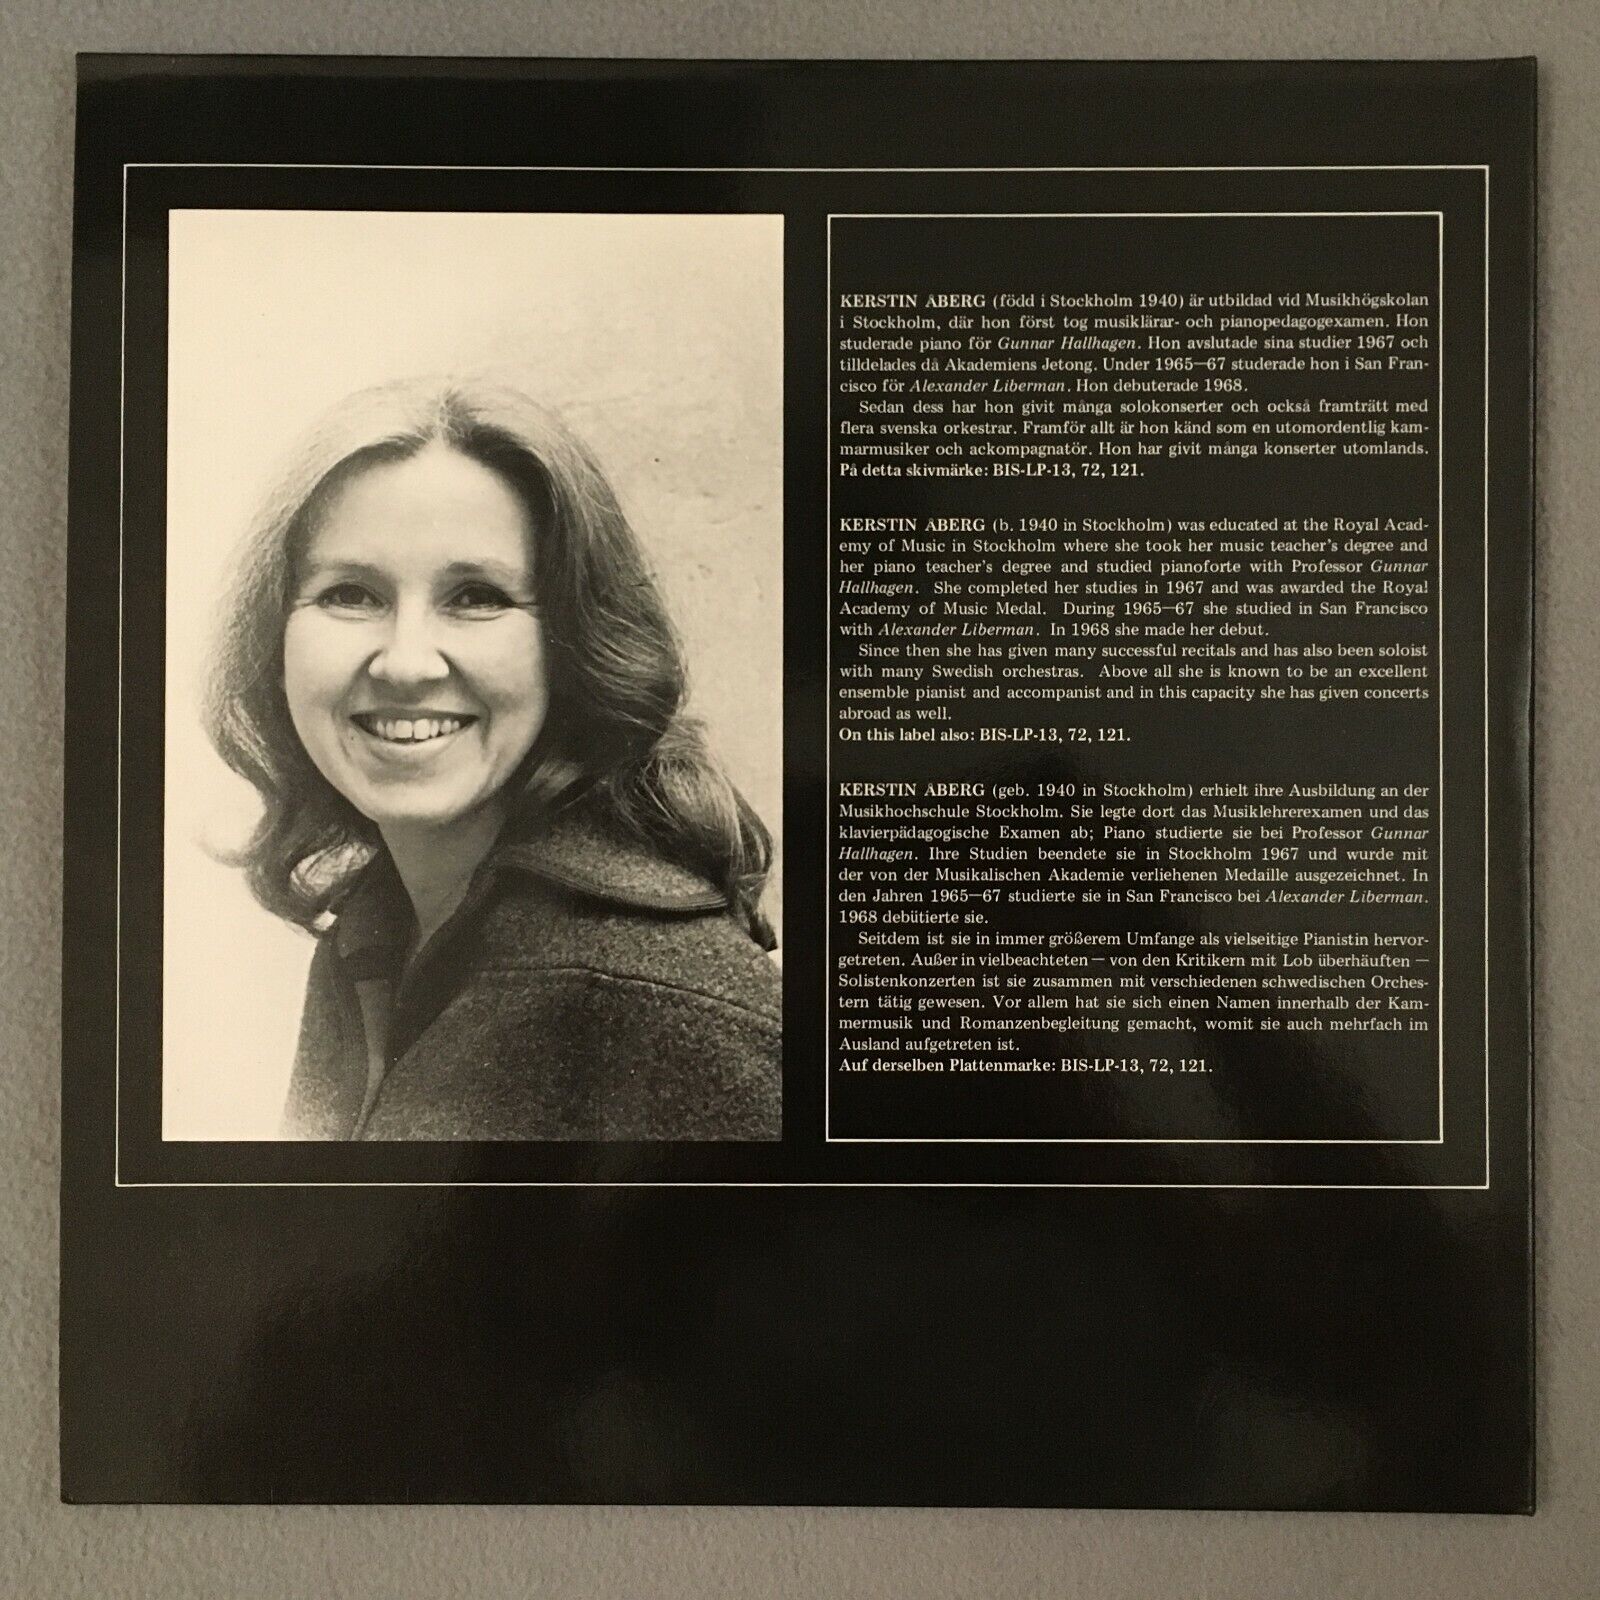 KERSTIN ÅBERG (född i Stockholm 1940) är utbildad vid Musikhögskolan
i Stockholm, där hon först tog musiklärar- och pianopedagogexamen. Hon
studerade piano för Gunnar Hallhagen. Hon avslutade sina studier 1967 och
tilldelades då Akademiens Jetong. Under 1965—67 studerade hon i San Fran-
cisco för Alexander Liberman. Hon debuterade 1968.
Sedan dess har hon givit många solokonserter och också framträtt med
flera svenska orkestrar. Framför allt är hon känd som en utomordentlig kam-
marmusiker och ackompagnatör. Hon har givit många konserter utomlands.
På detta skivmärke: BIS-LP-13, 72, 121.
KERSTIN ÅBERG (b. 1940 in Stockholm) was educated at the Royal Acad-
emy of Music in Stockholm where she took her music teacher's degree and
her piano teacher's degree and studied pianoforte with Professor Gunnar
Hallhagen. She completed her studies in 1967 and was awarded the Royal
Academy of Music Medal. During 1965—67 she studied in San Francisco
with Alexander Liberman. In 1968 she made her debut.
Since then she has given many successful recitals and has also been soloist
with many Swedish orchestras. Above all she is known to be an excellent
ensemble pianist and accompanist and in this capacity she has given concerts
abroad as well.
On this label also: BIS-LP-13, 72, 121.
KERSTIN ÅBERG (geb. 1940 in Stockholm) erhielt ihre Ausbildung an der
Musikhochschule Stockholm. Sie legte dort das Musiklehrerexamen und das
klavierpädagogische Examen ab; Piano studierte sie bei Professor Gunnar
Hallhagen. Ihre Studien beendete sie in Stockholm 1967 und wurde mit
der von der Musikalischen Akademie verliehenen Medaille ausgezeichnet. In
den Jahren 1965—67 studierte sie in San Francisco bei Alexander Liberman.
1968 debütierte sie.
Seitdem ist sie in immer größerem Umfange als vielseitige Pianistin hervor-
getreten. Außer in vielbeachteten — von den Kritikern mit Lob überhäuften —
Solistenkonzerten ist sie zusammen mit verschiedenen schwedischen Orches-
tern tätig gewesen. Vor allem hat sie sich einen Namen innerhalb der Kam-
mermusik und Romanzenbegleitung gemacht, womit sie auch mehrfach im
Ausland aufgetreten ist.
Auf derselben Plattenmarke: BIS-LP-13, 72, 121.